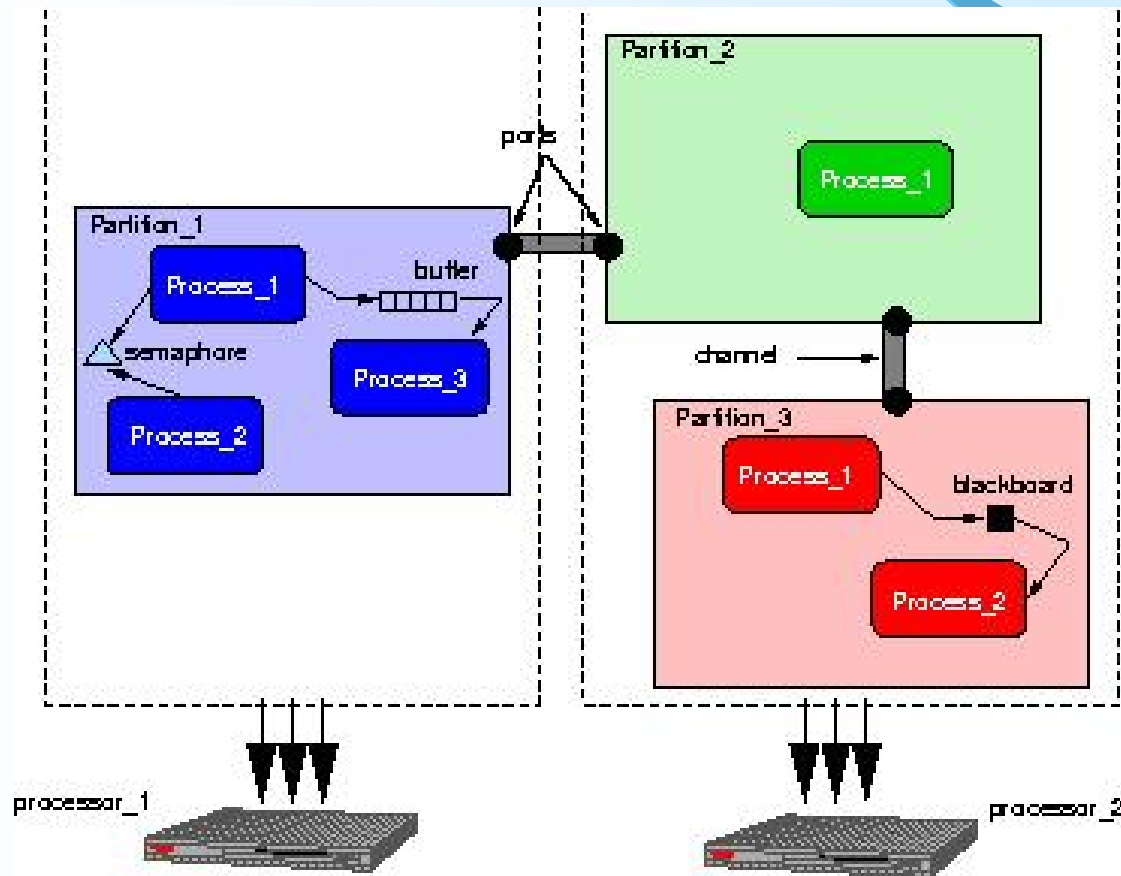 Partition_2
ports
Process_1
Partition_1
Process_1
buffer
semaphore
Process_3
channel
Process_2
Partition_3
Process_1
blackboard
Process_2
processor_1
processor_2